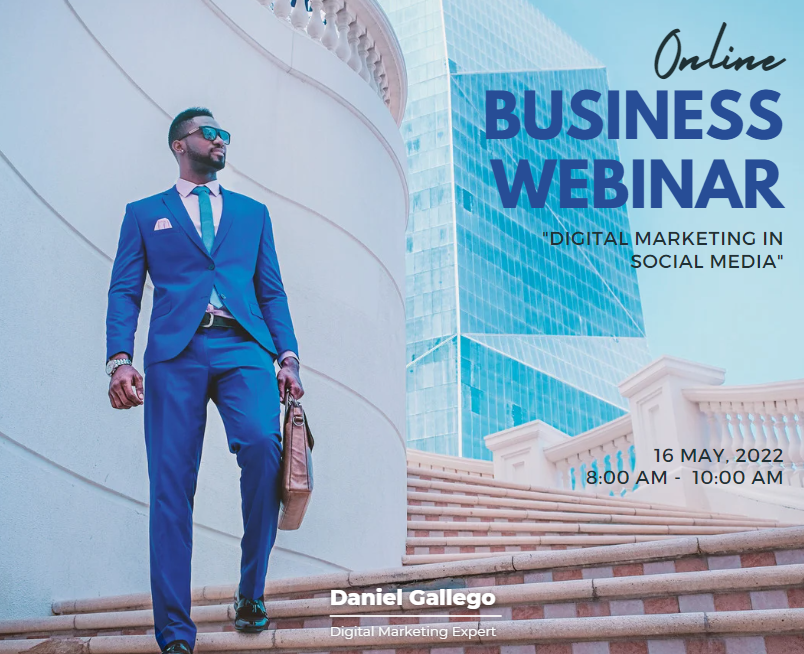 Online
BUSINESS
WEBINAR
"DIGITAL MARKETING IN
SOCIAL MEDIA"
16 MAY, 2022
8:00 AM - 10:00 AM
Daniel Gallego
Digital Marketing Expert